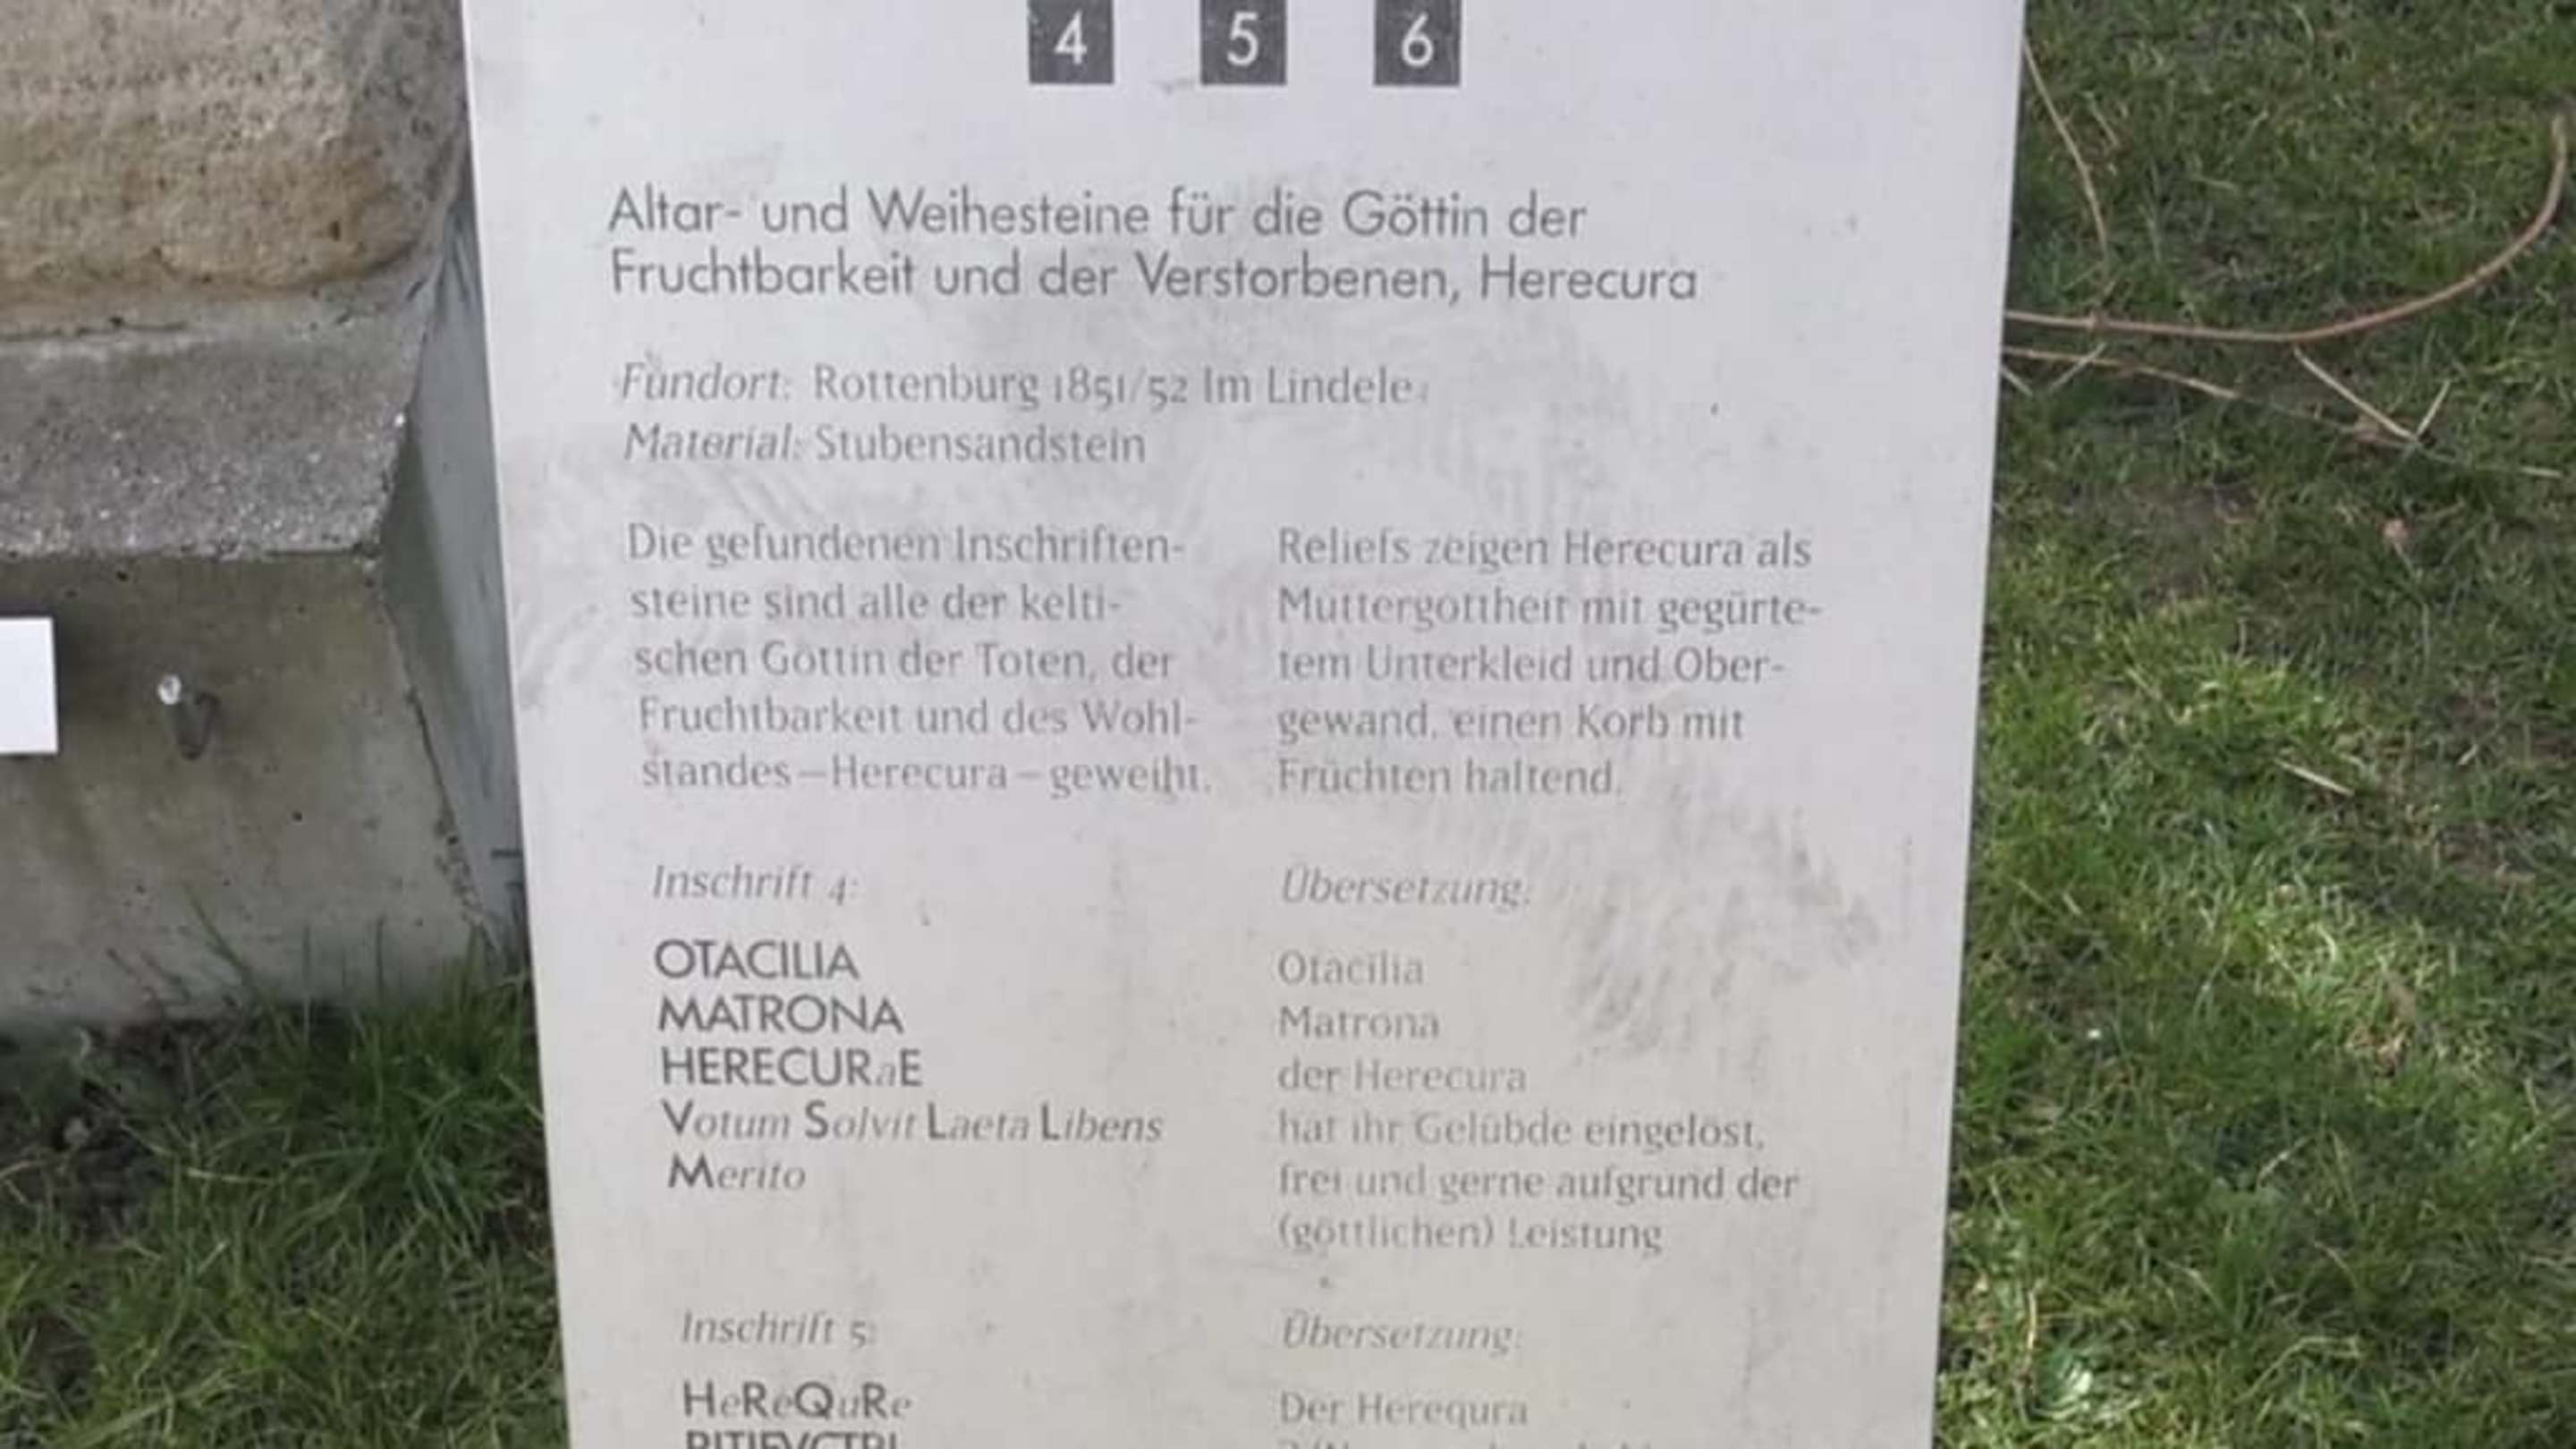 4 5 6
Altar- und Weihesteine für die Göttin der
Fruchtbarkeit und der Verstorbenen, Herecura
Fundort: Rottenburg 1851/52 Im Lindele
Material: Stubensandstein
Die gefundenen Inschriften-
steine sind alle der kelti-
schen Göttin der Toten, der
Fruchtbarkeit und des Wohl-
standes – Herecura – geweiht.
Reliefs zeigen Herecura als
Muttergottheit mit gegürte-
tem Unterkleid und Ober-
gewand, einen Korb mit
Früchten haltend.
Inschrift 4:
OTACILIA
MATRONA
HERECURaE
Votum Solvit Laeta Libens
Merito
Übersetzung:
Otacilia
Matrona
der Herecura
hat ihr Gelübde eingelöst,
frei und gerne aufgrund der
(göttlichen) Leistung
Inschrift 5:
HeReQuRe
Übersetzung:
Der Herequra